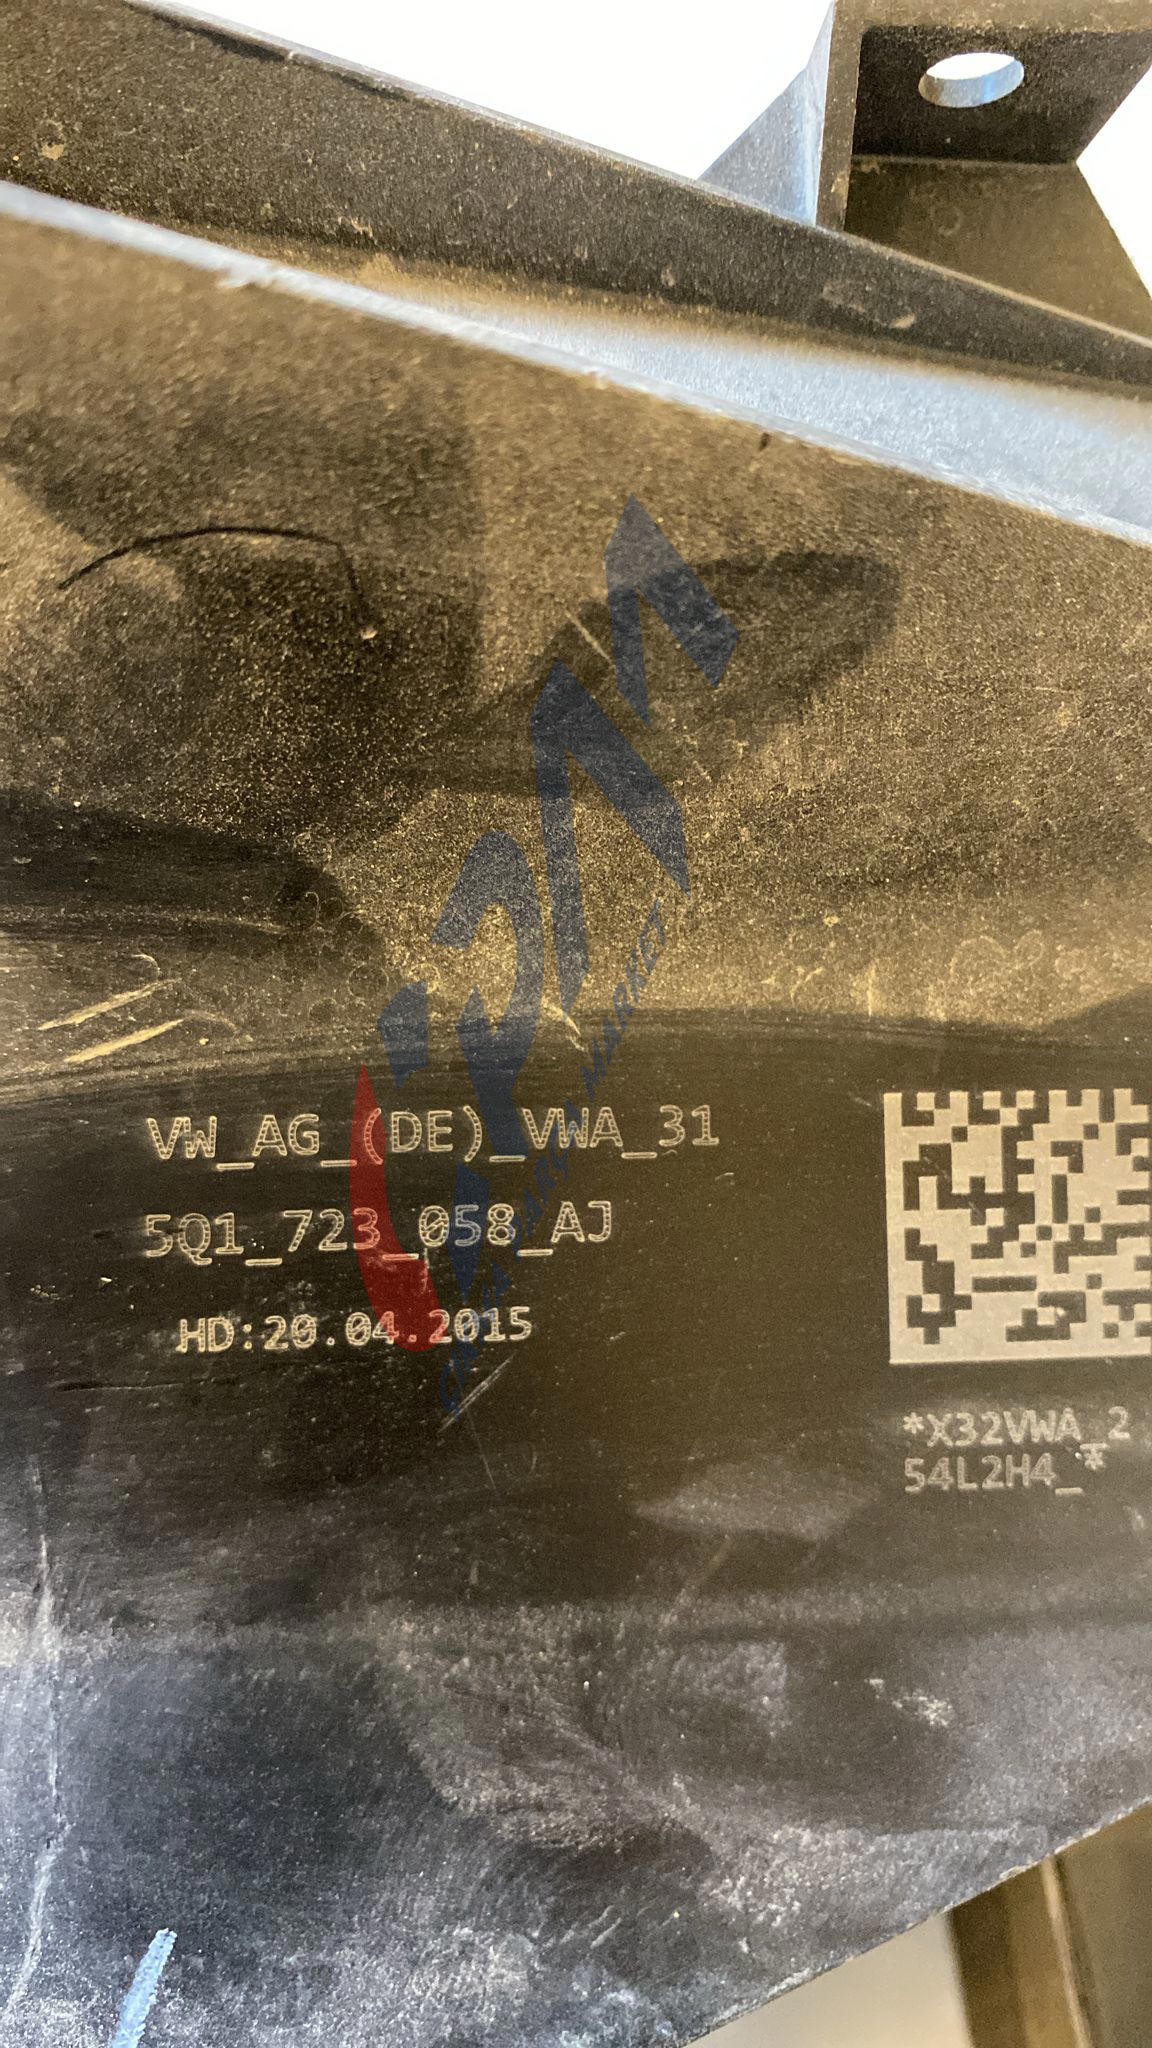 VW_AG_(DE)_VWA_31
5Q1_723_058_AJ
HD:20.04.2015
*X32VWA_2
54L2H4_*